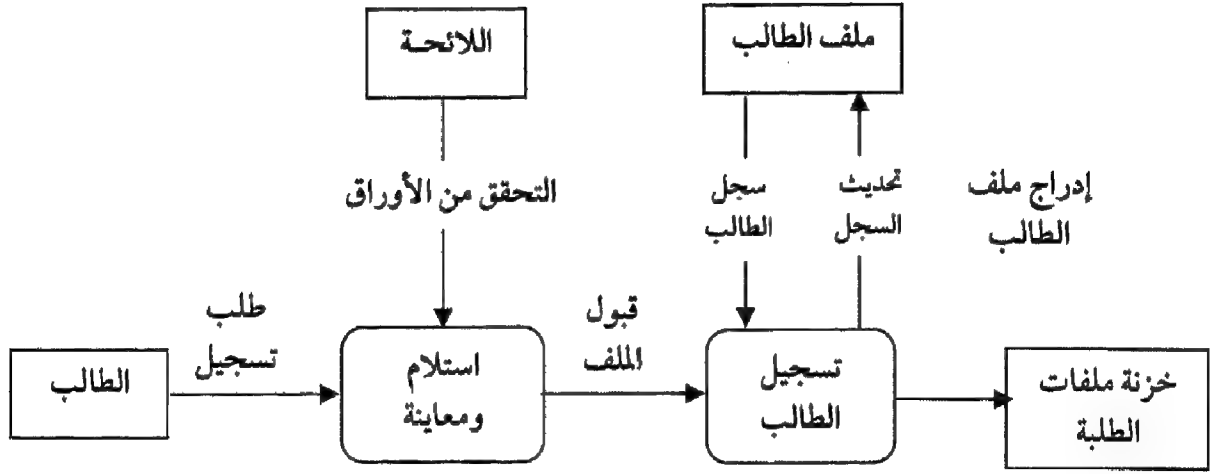 اللائحـة
ملف الطالب
التحقق من الأوراق
سجل
الطالب
تحديث
السجل
إدراج ملف
الطالب
طلب
تسجيل
قبول
الملف
الطالب
استلام
ومعاينة
تسجيل
الطالب
خزنة ملفات
الطلبة